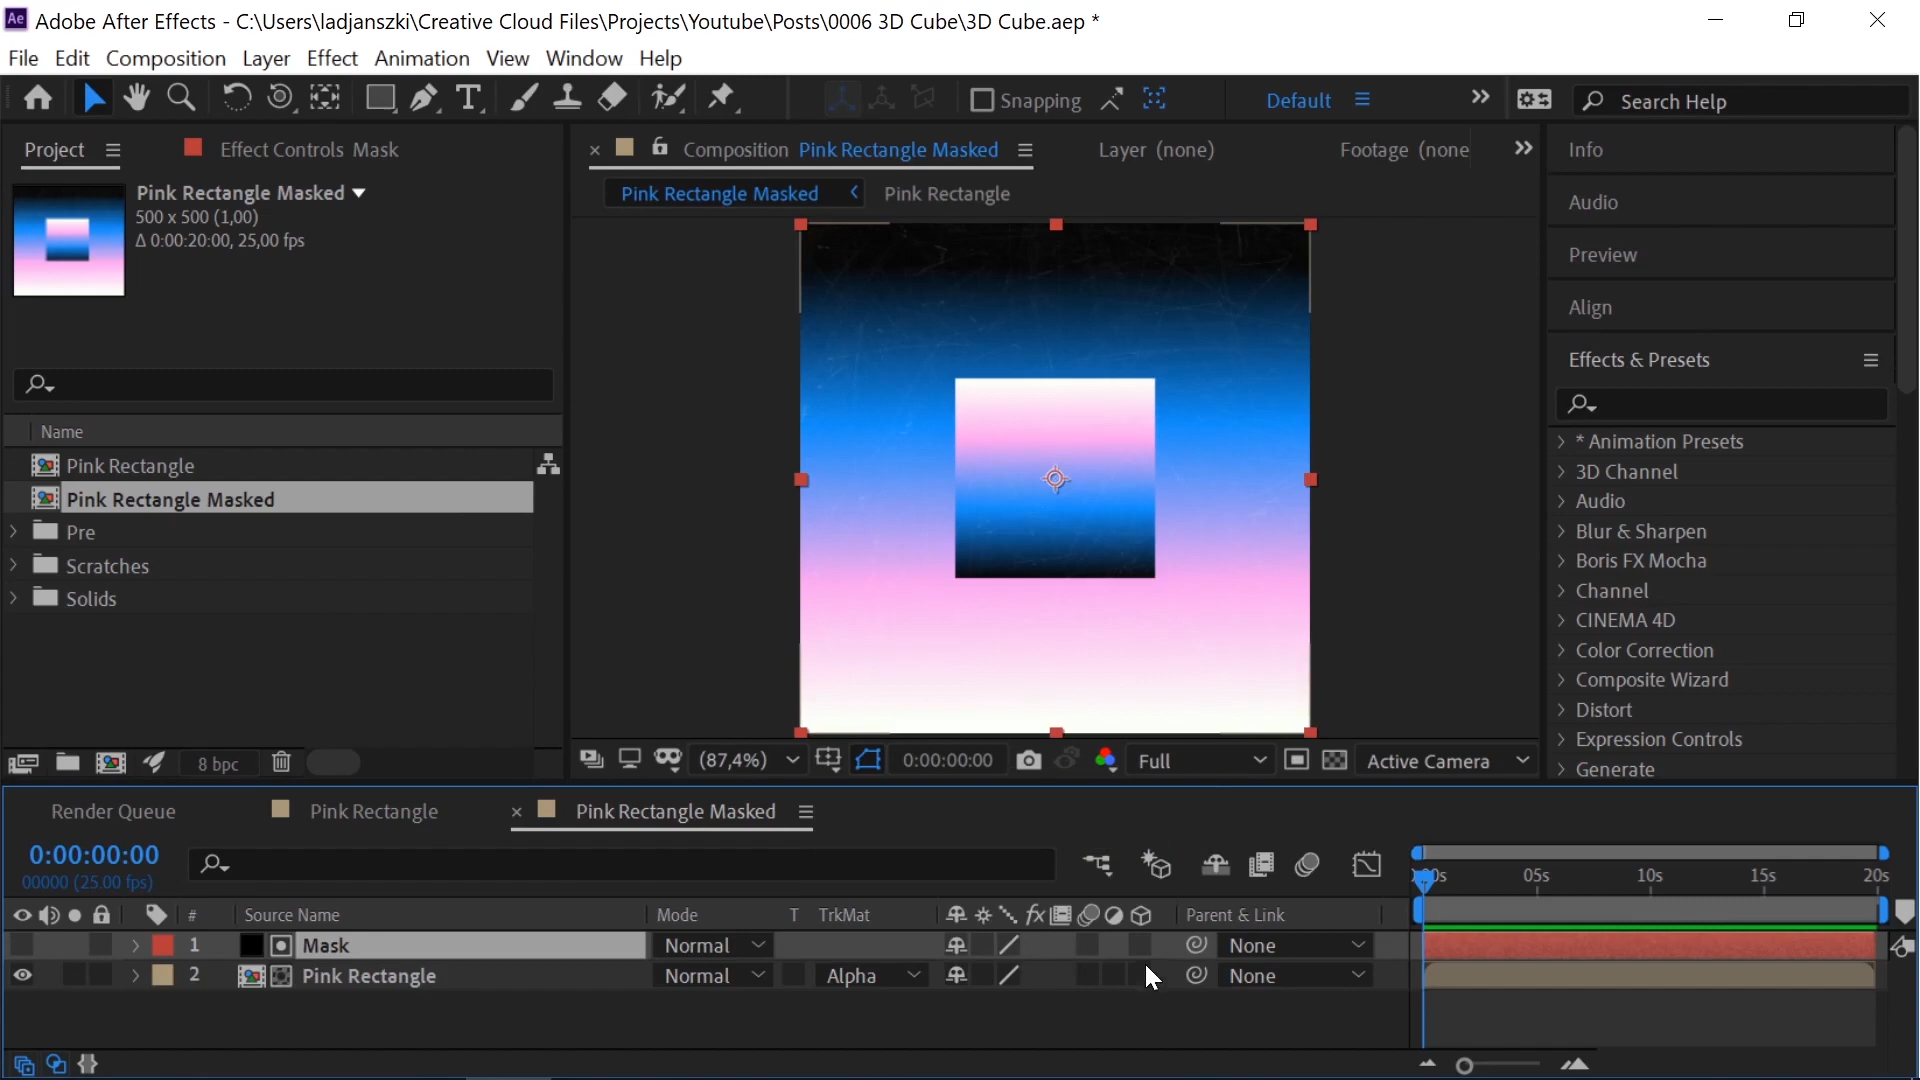 Ae Adobe After Effects - C:\Users\ladjanszki\Creative Cloud Files\Projects\Youtube\Posts\0006 3D Cube\3D Cube.aep *
File Edit Composition Layer Effect Animation View Window Help
Snapping Default Search Help
Project Effect Controls Mask Composition Pink Rectangle Masked Layer (none) Footage (none Info
Pink Rectangle Masked Pink Rectangle Masked Pink Rectangle Audio
500 x 500 (1,00)
Δ 0:00:20:00, 25,00 fps
Preview
Align
Effects & Presets
Name
* Animation Presets
Pink Rectangle 3D Channel
Pink Rectangle Masked Audio
Pre Blur & Sharpen
Scratches Boris FX Mocha
Solids Channel
CINEMA 4D
Color Correction
Composite Wizard
Distort
Expression Controls
8 bpc (87,4%) 0:00:00:00 Full Active Camera Generate
Render Queue Pink Rectangle Pink Rectangle Masked
0:00:00:00
00000 (25.00 fps) 05s 10s 15s 20s
# Source Name Mode T TrkMat fx Parent & Link
1 Mask Normal None
2 Pink Rectangle Normal Alpha None